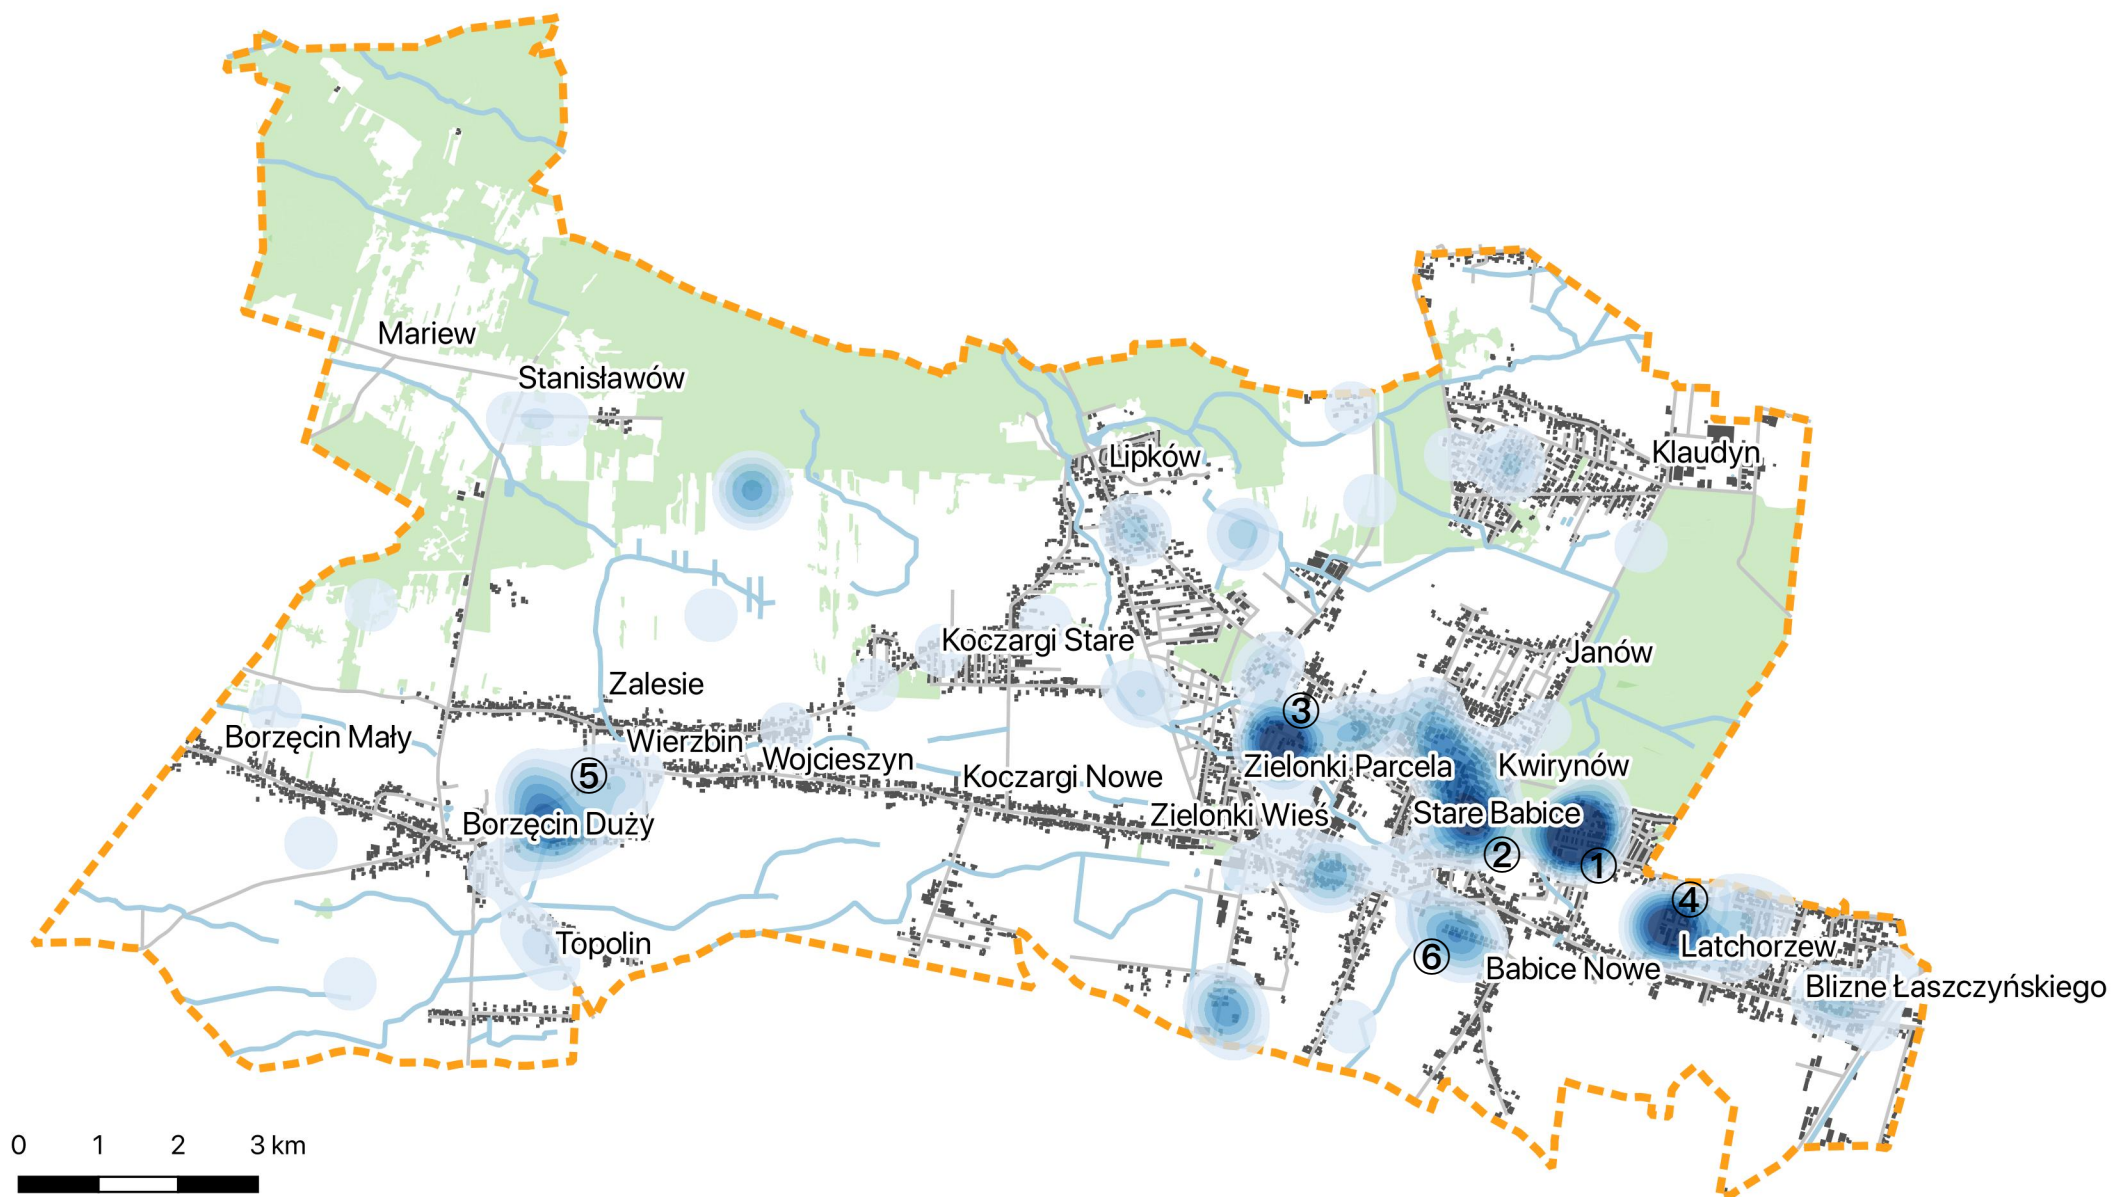 Mariew
Stanisławów
Lipków
Klaudyn
Koczargi Stare
Janów
Zalesie
③
Borzęcin Mały
Wierzbin
Wojcieszyn
Zielonki Parcela
Kwirynów
⑤
Koczargi Nowe
Borzęcin Duży
Zielonki Wieś
Stare Babice
②
①
④
Topolin
Latchorzew
⑥
Babice Nowe
Blizne Łaszczyńskiego
0 1 2 3 km